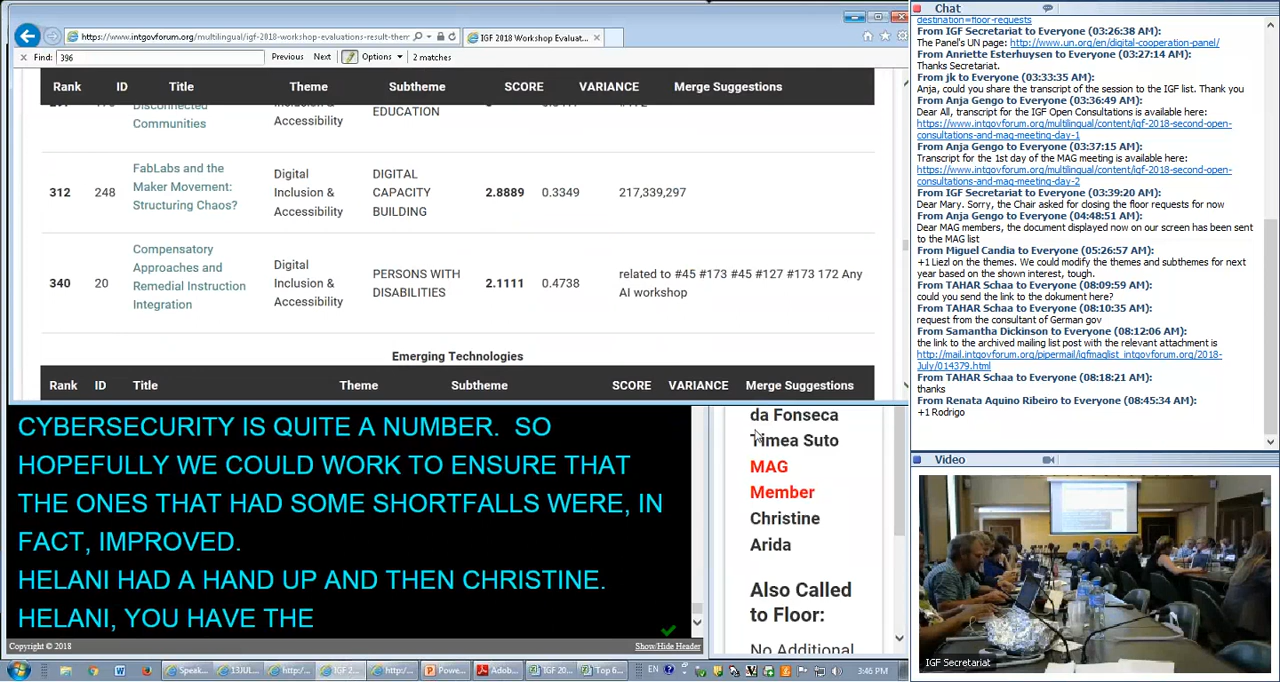 https://www.intgovforum.org/multilingual/igf-2018-workshop-evaluations-result-them
IGF 2018 Workshop Evaluat...
Find: 396
Previous Next Options 2 matches
Rank ID Title Theme Subtheme SCORE VARIANCE Merge Suggestions
Disconnected
Communities
Accessibility
EDUCATION
312 248 FabLabs and the
Maker Movement:
Structuring Chaos?
Digital
Inclusion &
Accessibility
DIGITAL
CAPACITY
BUILDING
2.8889 0.3349 217,339,297
340 20 Compensatory
Approaches and
Remedial Instruction
Integration
Digital
Inclusion &
Accessibility
PERSONS WITH
DISABILITIES
2.1111 0.4738 related to #45 #173 #45 #127 #173 172 Any
AI workshop
Emerging Technologies
Rank ID Title Theme Subtheme SCORE VARIANCE Merge Suggestions
CYBERSECURITY IS QUITE A NUMBER. SO
HOPEFULLY WE COULD WORK TO ENSURE THAT
THE ONES THAT HAD SOME SHORTFALLS WERE, IN
FACT, IMPROVED.
HELANI HAD A HAND UP AND THEN CHRISTINE.
HELANI, YOU HAVE THE
Copyright © 2018
Show/Hide Header
da Fonseca
Timea Suto
MAG
Member
Christine
Arida
Also Called
to Floor:
No Additional
Speak...
13JUL...
http:/...
IGF 2...
http:/...
Powe...
Adob...
IGF 20...
Top 6...
EN
3:46 PM
Chat
destination=floor-requests
From IGF Secretariat to Everyone (03:26:38 AM):
The Panel's UN page: http://www.un.org/en/digital-cooperation-panel/
From Anriette Esterhuysen to Everyone (03:27:14 AM):
Thanks Secretariat.
From jk to Everyone (03:33:35 AM):
Anja, could you share the transcript of the session to the IGF list. Thank you
From Anja Gengo to Everyone (03:36:49 AM):
Dear All, transcript for the IGF Open Consultations is available here:
https://www.intgovforum.org/multilingual/content/igf-2018-second-open-
consultations-and-mag-meeting-day-1
From Anja Gengo to Everyone (03:37:15 AM):
Transcript for the 1st day of the MAG meeting is available here:
https://www.intgovforum.org/multilingual/content/igf-2018-second-open-
consultations-and-mag-meeting-day-2
From IGF Secretariat to Everyone (03:39:20 AM):
Dear Mary. Sorry, the Chair asked for closing the floor requests for now
From Anja Gengo to Everyone (04:48:51 AM):
Dear MAG members, the document displayed now on our screen has been sent
to the MAG list
From Miguel Candia to Everyone (05:26:57 AM):
+1 Liezl on the themes. We could modify the themes and subthemes for next
year based on the shown interest, tough.
From TAHAR Schaa to Everyone (08:09:59 AM):
could you send the link to the dokument here?
From TAHAR Schaa to Everyone (08:10:35 AM):
request from the consultant of German gov
From Samantha Dickinson to Everyone (08:12:06 AM):
the link to the archived mailing list post with the relevant attachment is
http://mail.intgovforum.org/pipermail/igfmaglist_intgovforum.org/2018-
July/014379.html
From TAHAR Schaa to Everyone (08:18:21 AM):
thanks
From Renata Aquino Ribeiro to Everyone (08:45:34 AM):
+1 Rodrigo
Video
IGF Secretariat